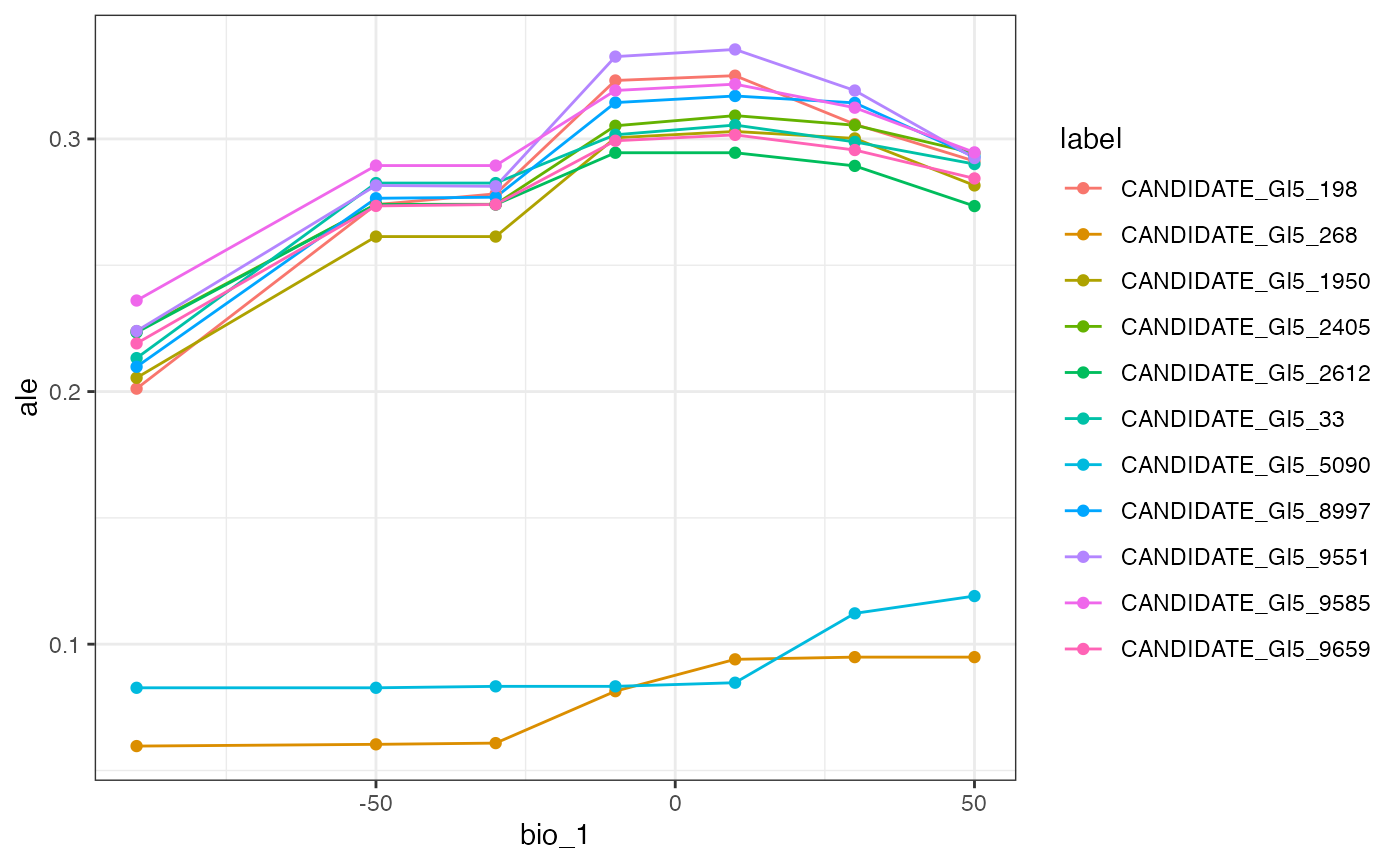 ale
0.3
0.2
0.1
-50
0
50
bio_1
label
CANDIDATE_GI5_198
CANDIDATE_GI5_268
CANDIDATE_GI5_1950
CANDIDATE_GI5_2405
CANDIDATE_GI5_2612
CANDIDATE_GI5_33
CANDIDATE_GI5_5090
CANDIDATE_GI5_8997
CANDIDATE_GI5_9551
CANDIDATE_GI5_9585
CANDIDATE_GI5_9659